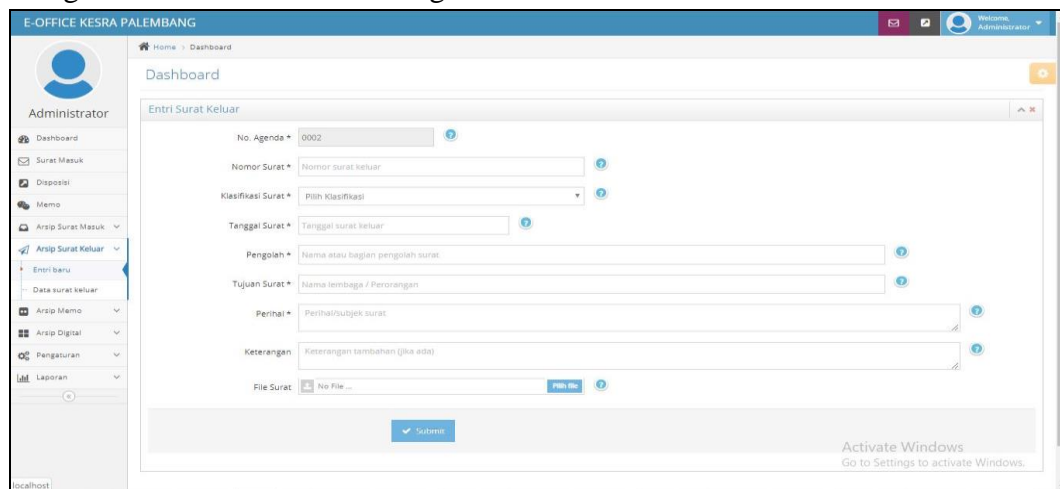 E-OFFICE KESRA PALEMBANG
Welcome,
Administrator
Home > Dashboard
Dashboard
Administrator
Dashboard
Surat Masuk
Disposisi
Memo
Arsip Surat Masuk
Arsip Surat Keluar
Entri baru
Data surat keluar
Arsip Memo
Arsip Digital
Pengaturan
Laporan
Entri Surat Keluar
No. Agenda * 0002
Nomor Surat * Nomor surat keluar
Klasifikasi Surat * Pilih Klasifikasi
Tanggal Surat * Tanggal surat keluar
Pengolah * Nama atau bagian pengolah surat
Tujuan Surat * Nama lembaga / Perorangan
Perihal * Perihal/subjek surat
Keterangan Keterangan tambahan (jika ada)
File Surat No File ... Pilih file
Submit
Activate Windows
Go to Settings to activate Windows.
localhost